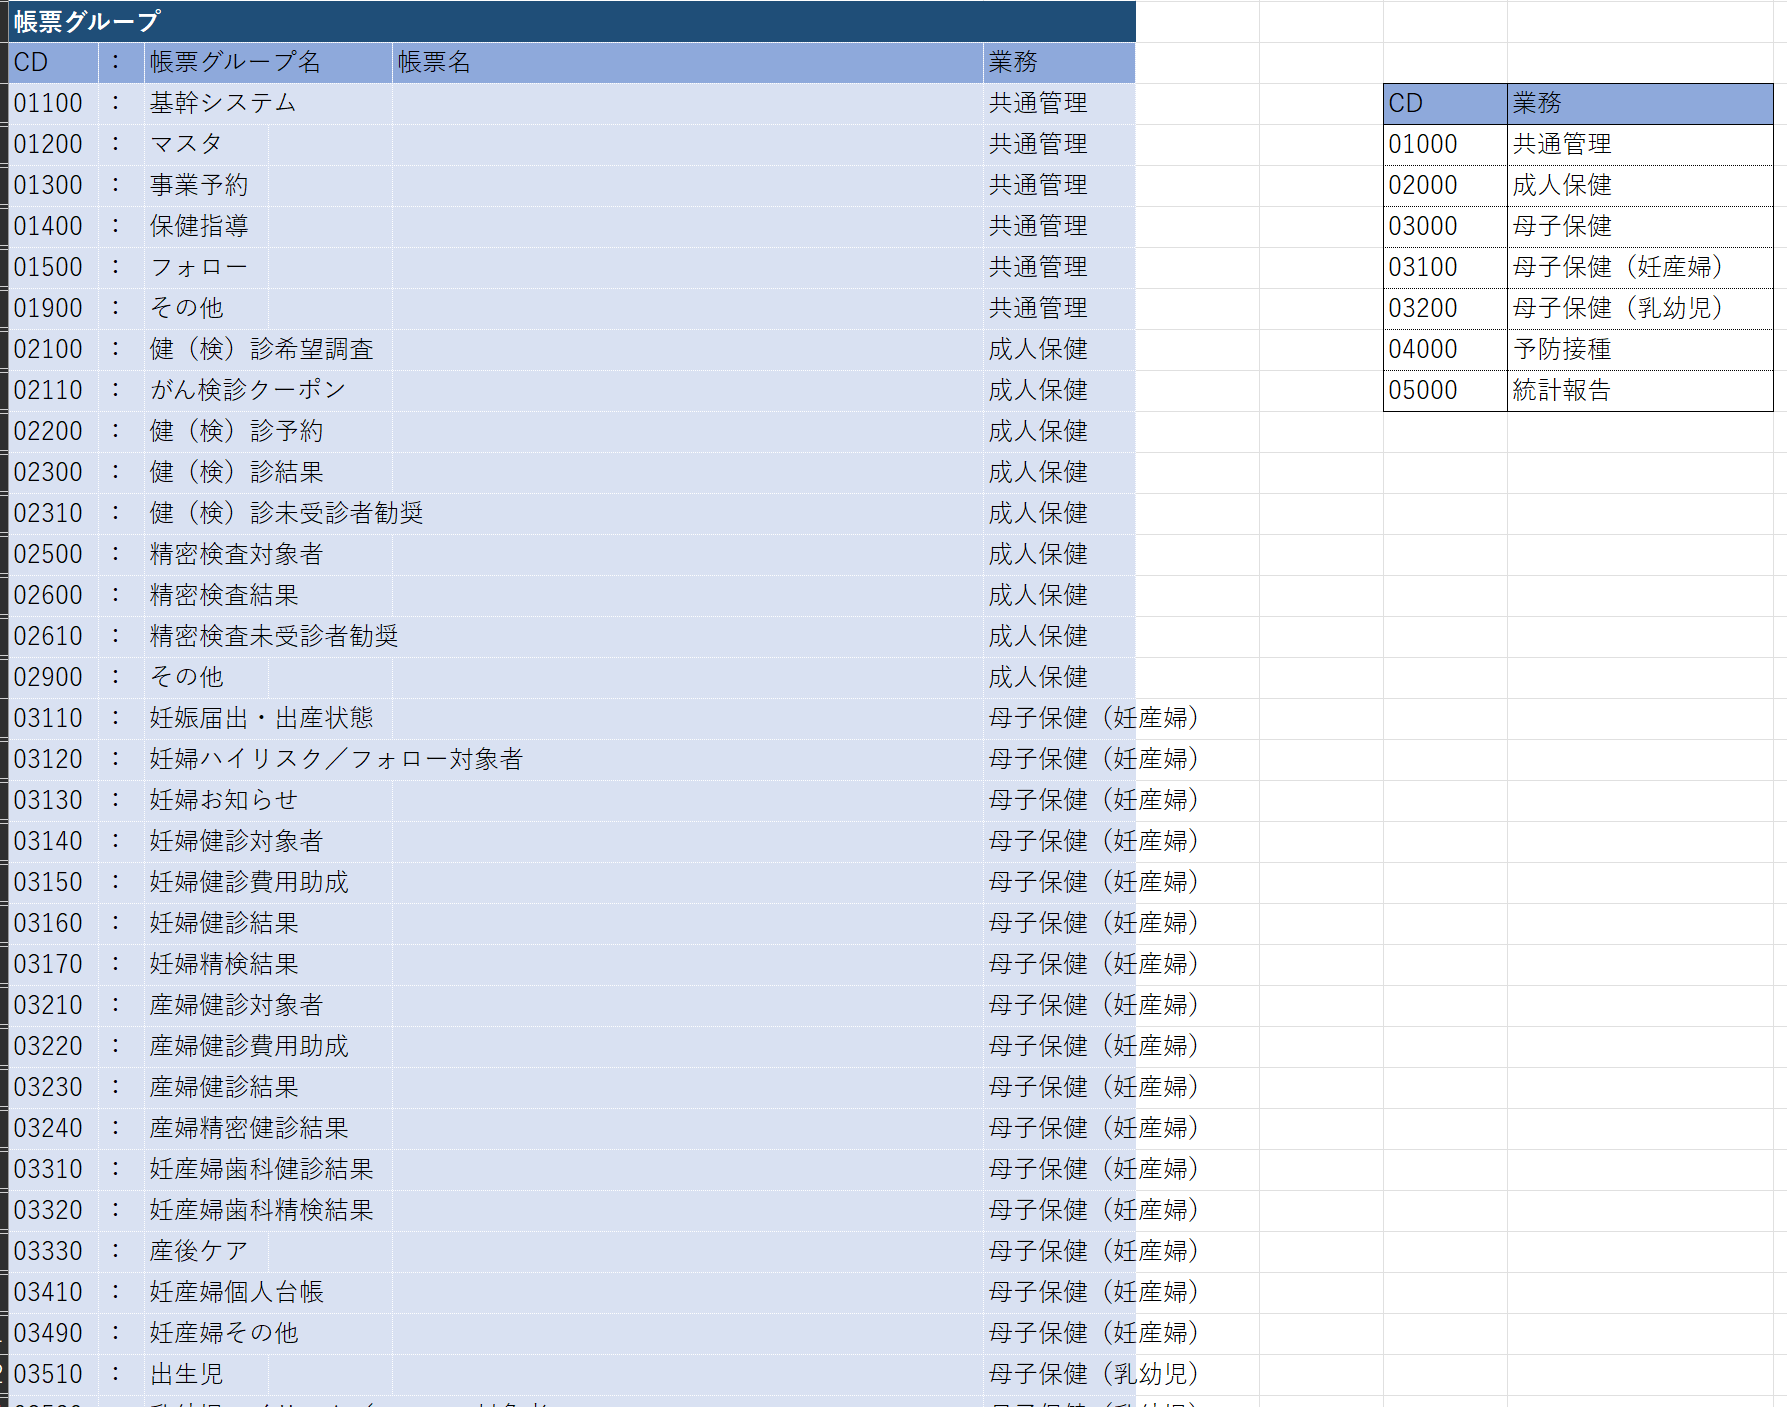 帳票グループ
CD : 帳票グループ名 帳票名 業務
01100 : 基幹システム 共通管理 CD 業務
01200 : マスタ 共通管理 01000 共通管理
01300 : 事業予約 共通管理 02000 成人保健
01400 : 保健指導 共通管理 03000 母子保健
01500 : フォロー 共通管理 03100 母子保健（妊産婦）
01900 : その他 共通管理 03200 母子保健（乳幼児）
02100 : 健（検）診希望調査 成人保健 04000 予防接種
02110 : がん検診クーポン 成人保健 05000 統計報告
02200 : 健（検）診予約 成人保健
02300 : 健（検）診結果 成人保健
02310 : 健（検）診未受診者勧奨 成人保健
02500 : 精密検査対象者 成人保健
02600 : 精密検査結果 成人保健
02610 : 精密検査未受診者勧奨 成人保健
02900 : その他 成人保健
03110 : 妊娠届出・出産状態 母子保健（妊産婦）
03120 : 妊婦ハイリスク／フォロー対象者 母子保健（妊産婦）
03130 : 妊婦お知らせ 母子保健（妊産婦）
03140 : 妊婦健診対象者 母子保健（妊産婦）
03150 : 妊婦健診費用助成 母子保健（妊産婦）
03160 : 妊婦健診結果 母子保健（妊産婦）
03170 : 妊婦精検結果 母子保健（妊産婦）
03210 : 産婦健診対象者 母子保健（妊産婦）
03220 : 産婦健診費用助成 母子保健（妊産婦）
03230 : 産婦健診結果 母子保健（妊産婦）
03240 : 産婦精密健診結果 母子保健（妊産婦）
03310 : 妊産婦歯科健診結果 母子保健（妊産婦）
03320 : 妊産婦歯科精検結果 母子保健（妊産婦）
03330 : 産後ケア 母子保健（妊産婦）
03410 : 妊産婦個人台帳 母子保健（妊産婦）
03490 : 妊産婦その他 母子保健（妊産婦）
03510 : 出生児 母子保健（乳幼児）